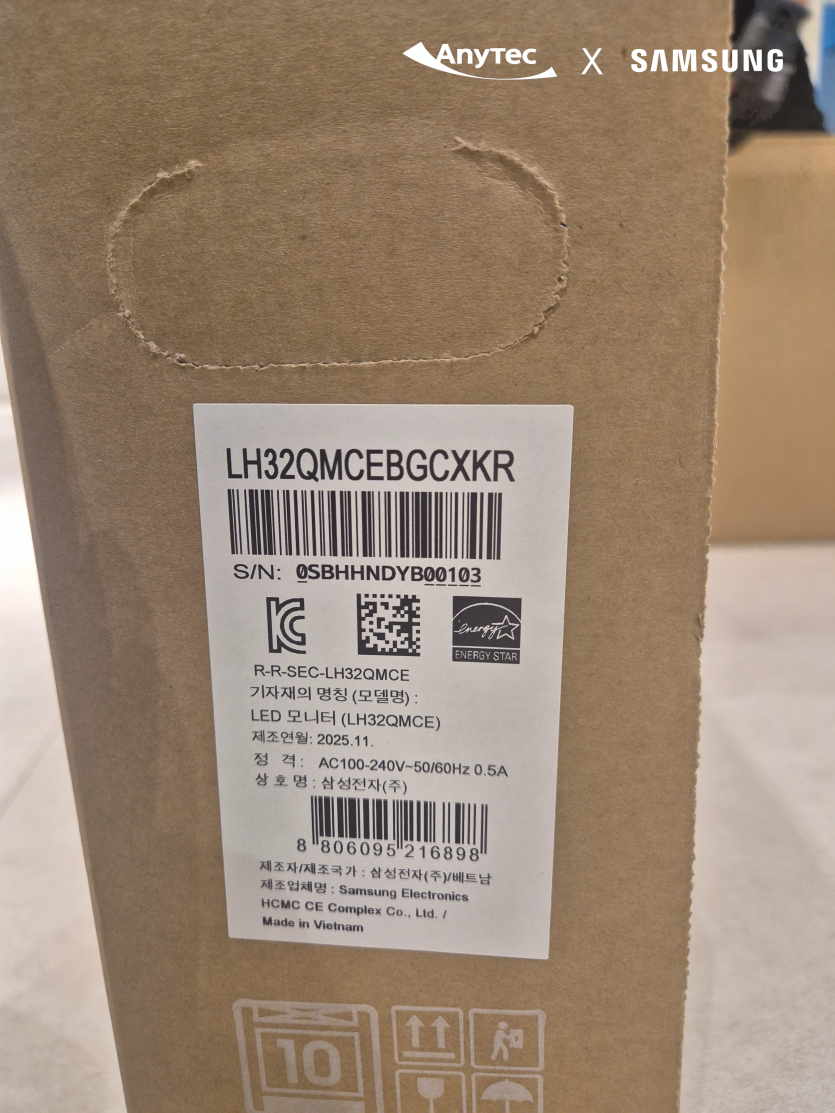 AnyTec X SAMSUNG
LH32QMCEBGCXKR
S/N: 0SBHHNDYB00103
energy
ENERGY STAR
R-R-SEC-LH32QMCE
기자재의 명칭 (모델명) :
LED 모니터 (LH32QMCE)
제조연월: 2025.11.
정 격 : AC100-240V~50/60Hz 0.5A
상 호 명 : 삼성전자(주)
8 806095 216898
제조자/제조국가 : 삼성전자(주)/베트남
제조업체명 : Samsung Electronics
HCMC CE Complex Co., Ltd. /
Made in Vietnam
10